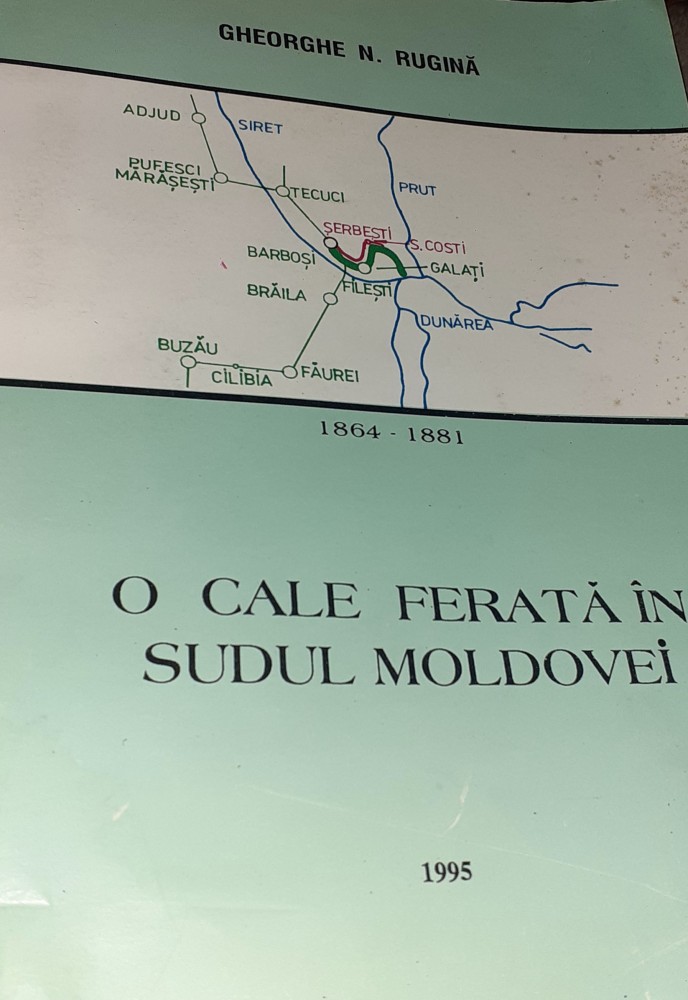 GHEORGHE N. RUGINĂ
ADJUD
SIRET
PUFESCI
MĂRĂȘEȘTI
TECUCI
PRUT
ȘERBEȘTI
S. COSTI
BARBOȘI
GALAȚI
FILEȘTI
BRĂILA
DUNĂREA
BUZĂU
CILIBIA
FĂUREI
1864 - 1881
O CALE FERATĂ ÎN
SUDUL MOLDOVEI
1995